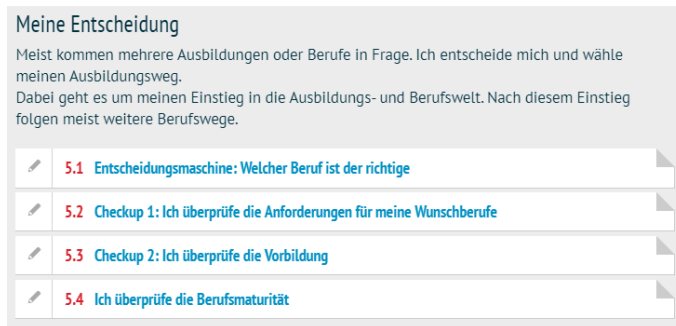 Meine Entscheidung
Meist kommen mehrere Ausbildungen oder Berufe in Frage. Ich entscheide mich und wähle
meinen Ausbildungsweg.
Dabei geht es um meinen Einstieg in die Ausbildungs- und Berufswelt. Nach diesem Einstieg
folgen meist weitere Berufswege.
5.1 Entscheidungsmaschine: Welcher Beruf ist der richtige
5.2 Checkup 1: Ich überprüfe die Anforderungen für meine Wunschberufe
5.3 Checkup 2: Ich überprüfe die Vorbildung
5.4 Ich überprüfe die Berufsmaturität